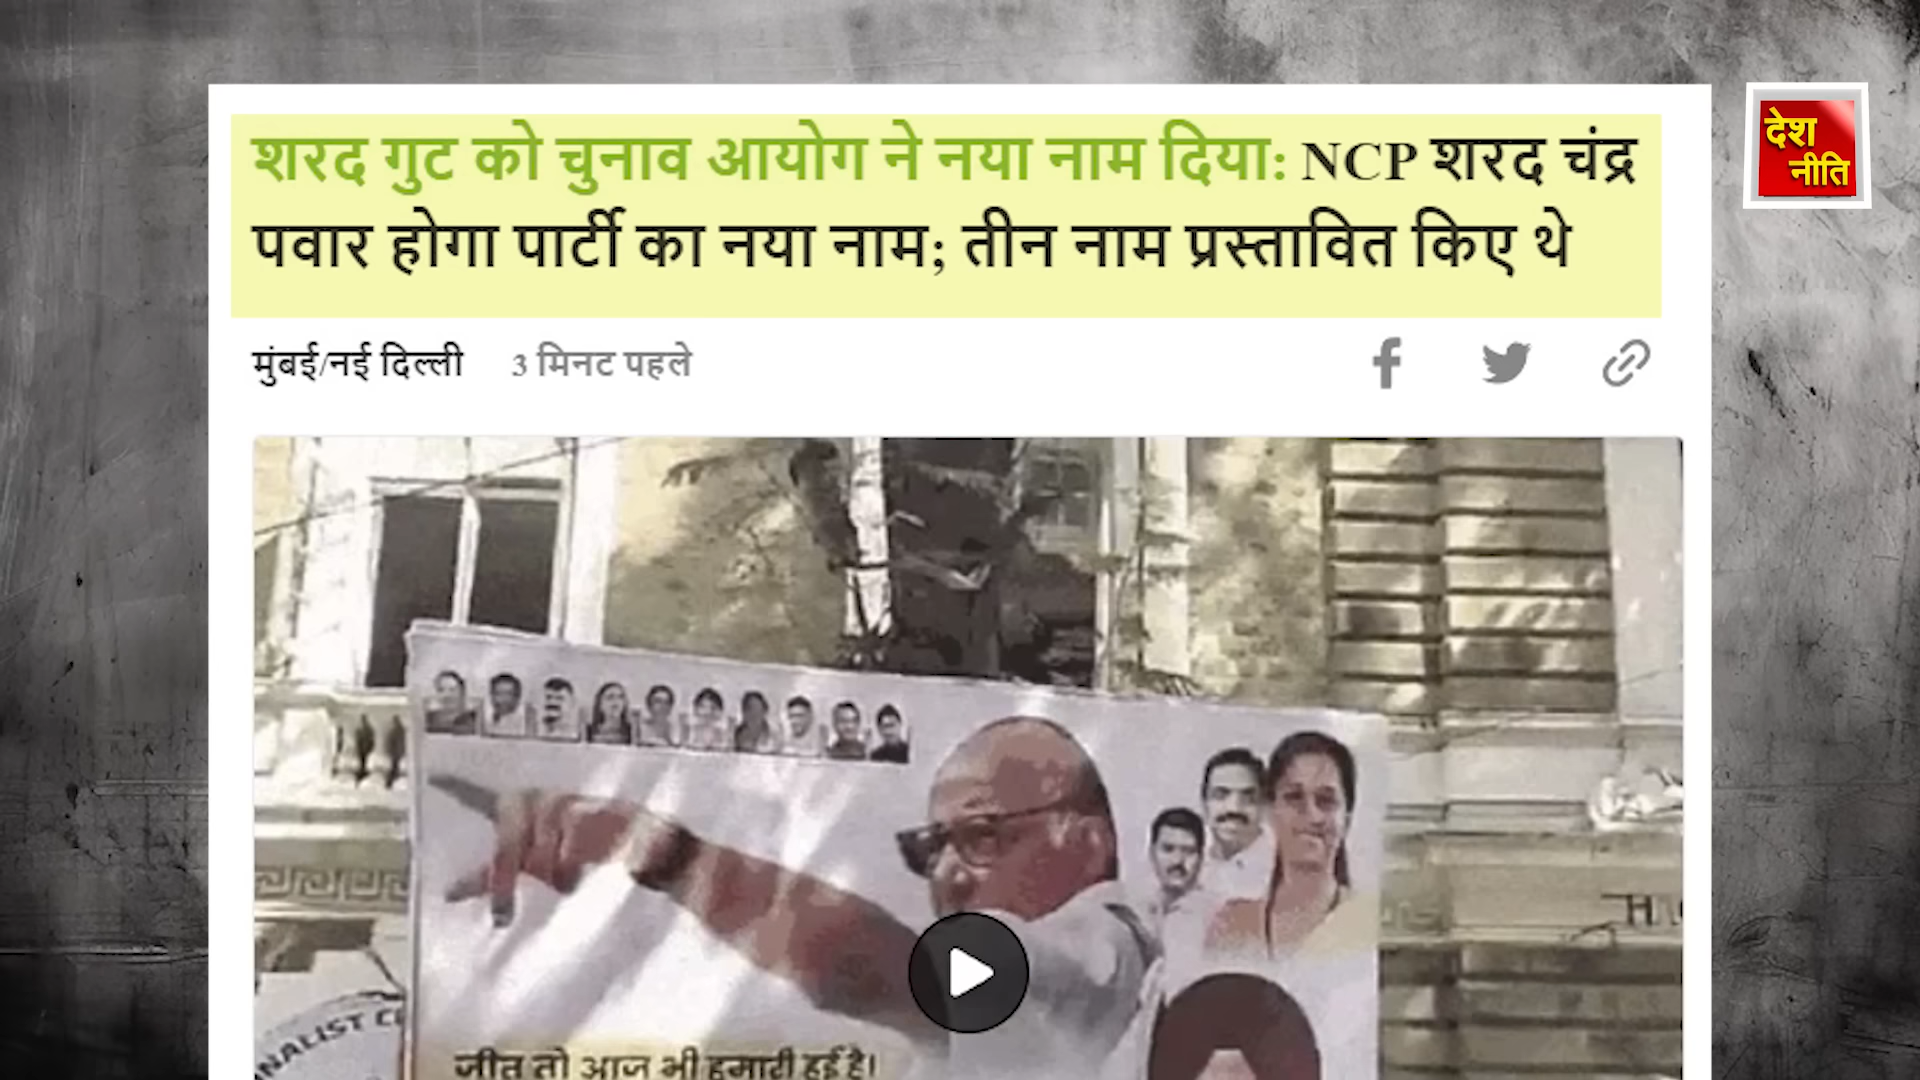 शरद गुट को चुनाव आयोग ने नया नाम दिया: NCP शरद चंद्र
पवार होगा पार्टी का नया नाम; तीन नाम प्रस्तावित किए थे
देश
नीति
मुंबई/नई दिल्ली 3 मिनट पहले
जीत तो आज भी हमारी हुई है।